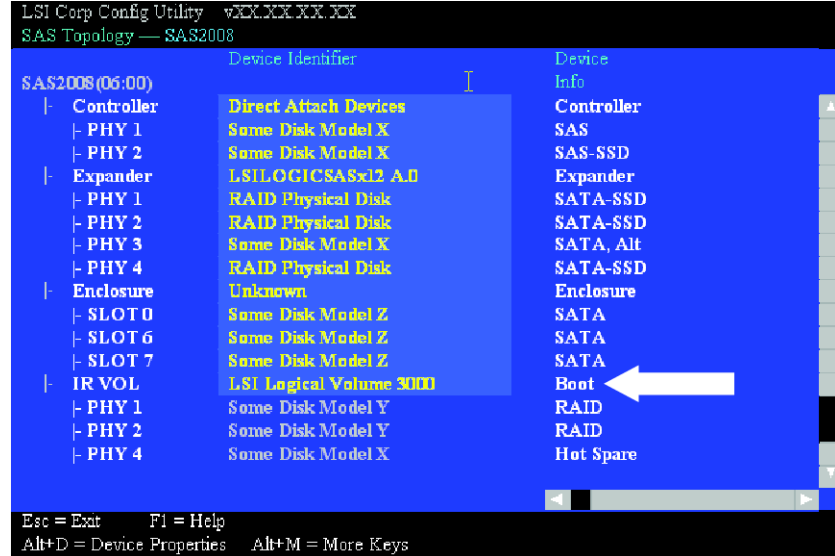 LSI Corp Config Utility vXX.XX.XX.XX
SAS Topology — SAS2008
Device Identifier Device
SAS2008(06:00) Info
|- Controller Direct Attach Devices Controller
|- PHY 1 Some Disk Model X SAS
|- PHY 2 Some Disk Model X SAS-SSD
|- Expander LSILOGICSASx12 A.0 Expander
|- PHY 1 RAID Physical Disk SATA-SSD
|- PHY 2 RAID Physical Disk SATA-SSD
|- PHY 3 Some Disk Model X SATA, Alt
|- PHY 4 RAID Physical Disk SATA-SSD
|- Enclosure Unknown Enclosure
|- SLOT 0 Some Disk Model Z SATA
|- SLOT 6 Some Disk Model Z SATA
|- SLOT 7 Some Disk Model Z SATA
|- IR VOL LSI Logical Volume 3000 Boot
|- PHY 1 Some Disk Model Y RAID
|- PHY 2 Some Disk Model Y RAID
|- PHY 4 Some Disk Model X Hot Spare
Esc = Exit F1 = Help
Alt+D = Device Properties Alt+M = More Keys